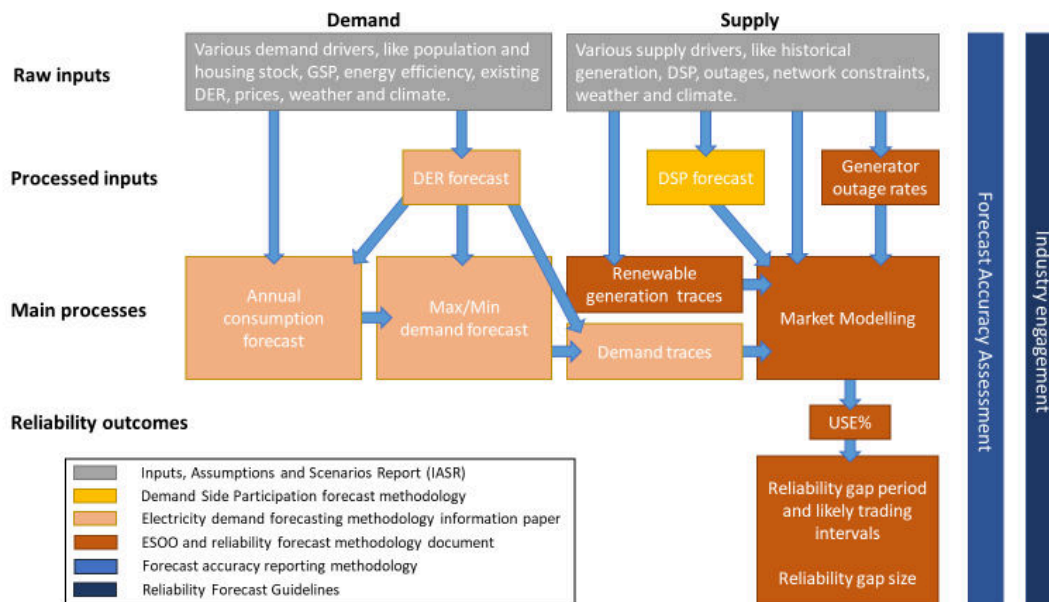 Demand
Supply
Raw inputs
Various demand drivers, like population and
housing stock, GSP, energy efficiency, existing
DER, prices, weather and climate.
Various supply drivers, like historical
generation, DSP, outages, network constraints,
weather and climate.
Processed inputs
DER forecast
DSP forecast
Generator
outage rates
Main processes
Annual
consumption
forecast
Max/Min
demand forecast
Renewable
generation traces
Demand traces
Market Modelling
Reliability outcomes
USE%
Reliability gap period
and likely trading
intervals
Reliability gap size
Forecast Accuracy Assessment
Industry engagement
Inputs, Assumptions and Scenarios Report (IASR)
Demand Side Participation forecast methodology
Electricity demand forecasting methodology information paper
ESOO and reliability forecast methodology document
Forecast accuracy reporting methodology
Reliability Forecast Guidelines